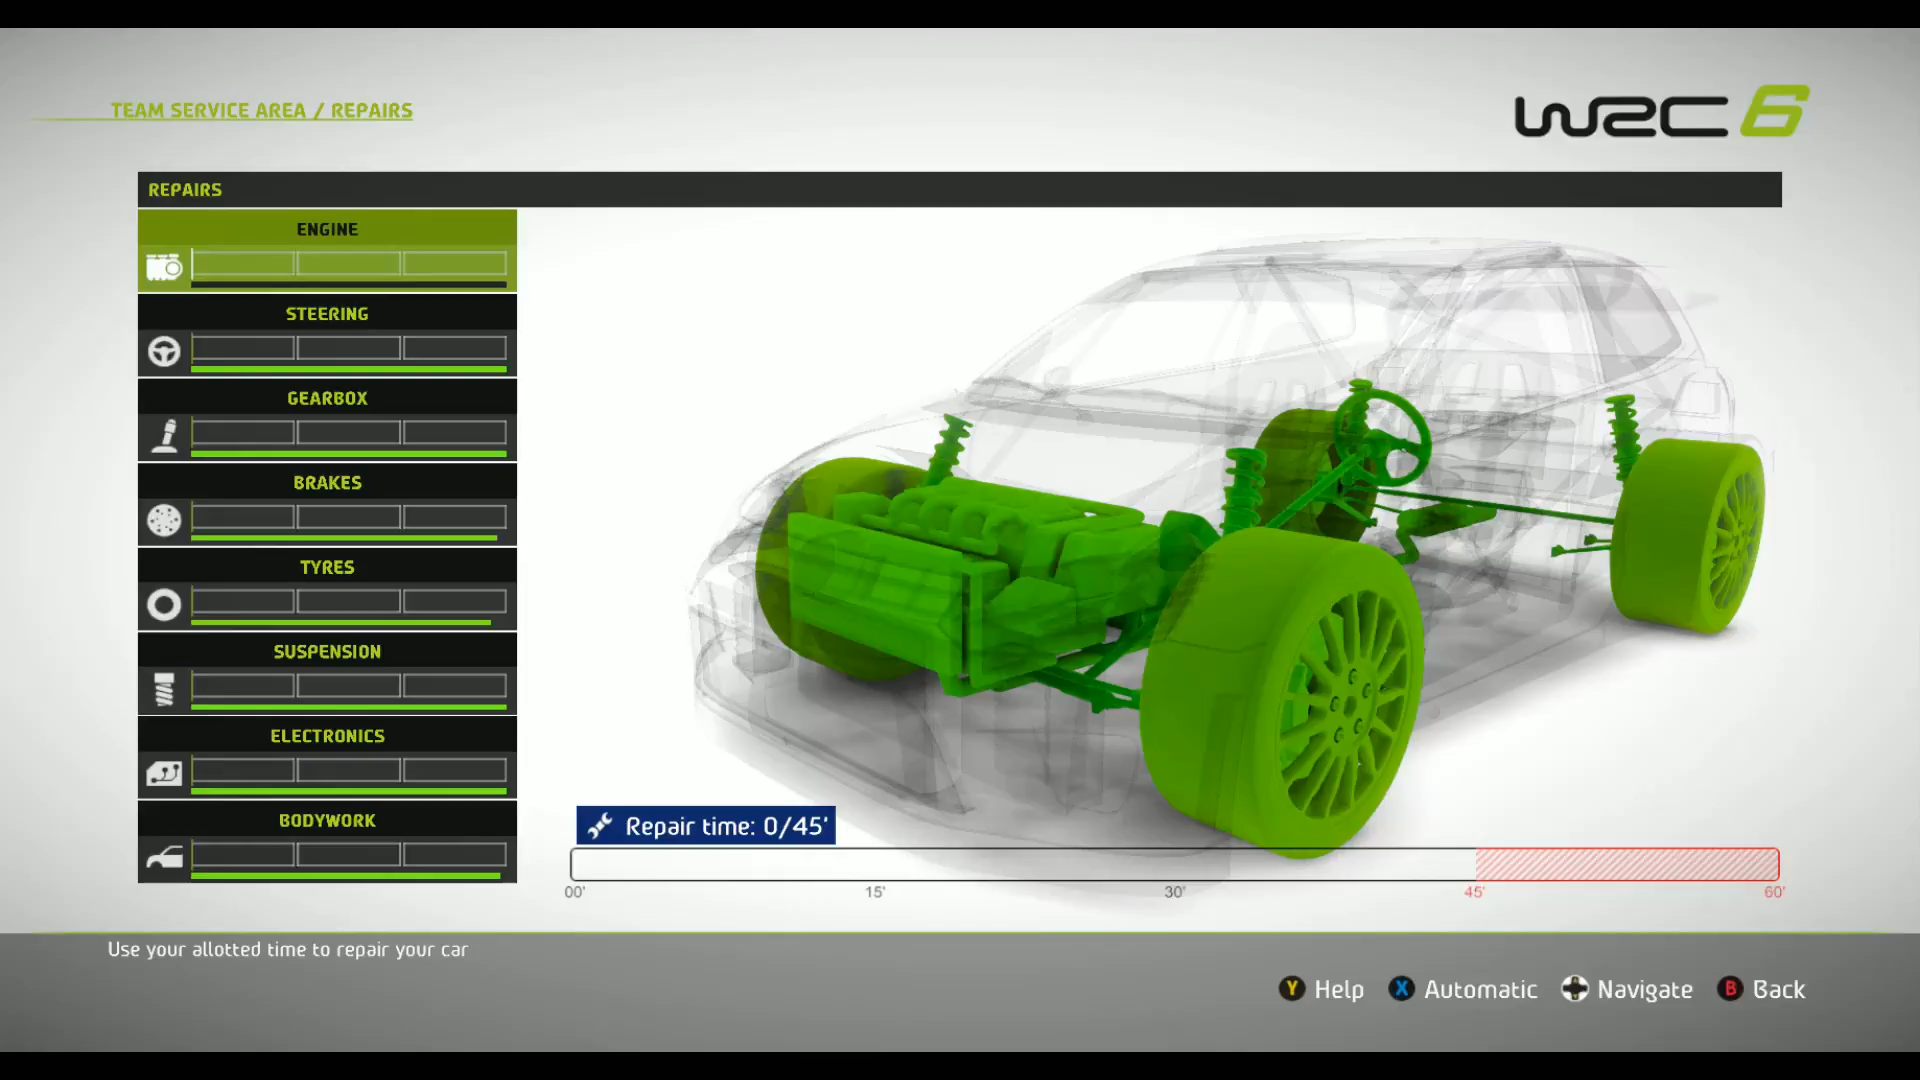 TEAM SERVICE AREA / REPAIRS
WRC 6
REPAIRS
ENGINE
STEERING
GEARBOX
BRAKES
TYRES
SUSPENSION
ELECTRONICS
BODYWORK
Repair time: 0/45'
00' 15' 30' 45' 60'
Use your allotted time to repair your car
Y Help X Automatic Navigate B Back